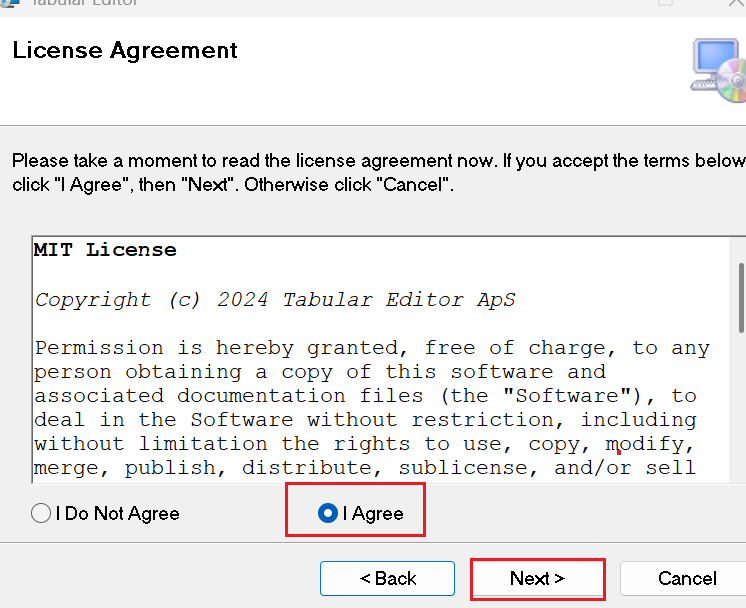 Tabular Editor
License Agreement
Please take a moment to read the license agreement now. If you accept the terms below
click "I Agree", then "Next". Otherwise click "Cancel".
MIT License
Copyright (c) 2024 Tabular Editor ApS
Permission is hereby granted, free of charge, to any
person obtaining a copy of this software and
associated documentation files (the "Software"), to
deal in the Software without restriction, including
without limitation the rights to use, copy, modify,
merge, publish, distribute, sublicense, and/or sell
I Do Not Agree
I Agree
< Back
Next >
Cancel